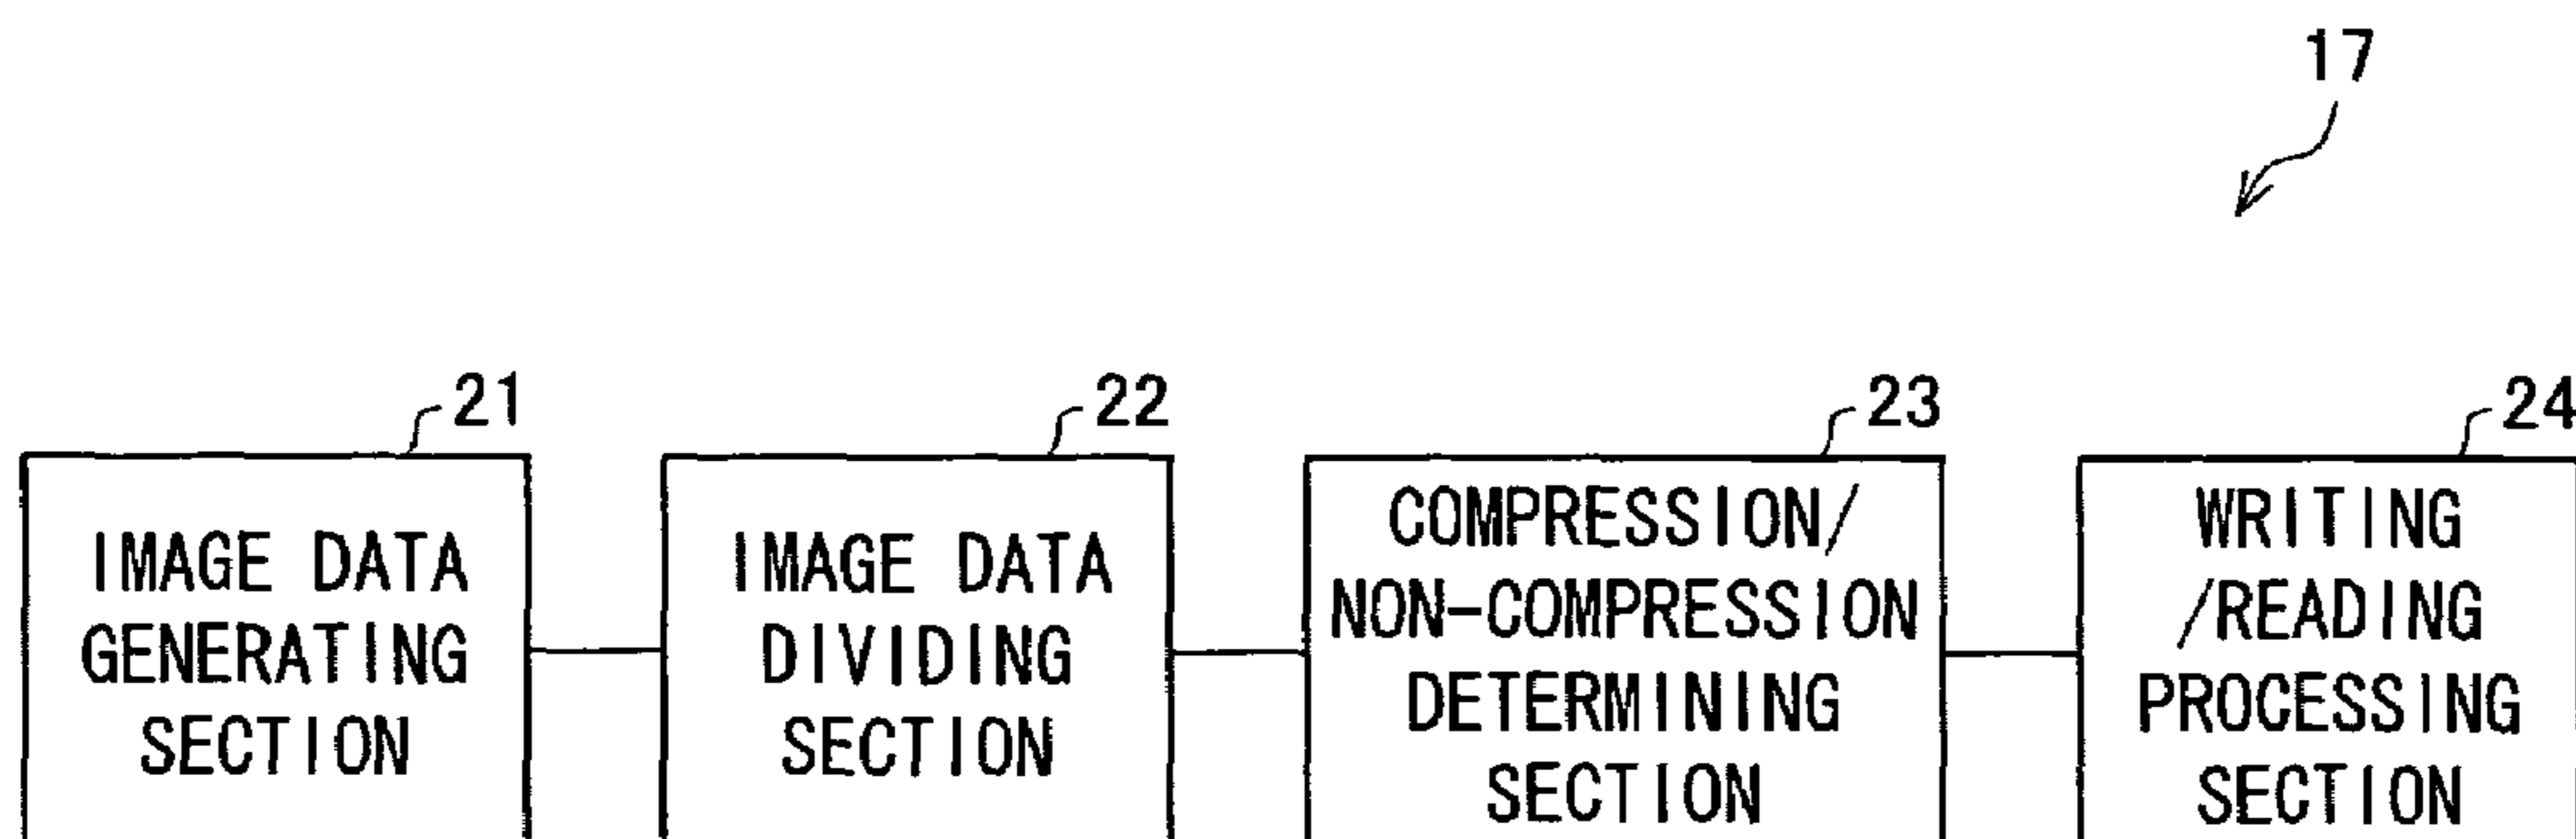 17
21
22
23
24
IMAGE DATA
GENERATING
SECTION
IMAGE DATA
DIVIDING
SECTION
COMPRESSION/
NON-COMPRESSION
DETERMINING
SECTION
WRITING
/READING
PROCESSING
SECTION